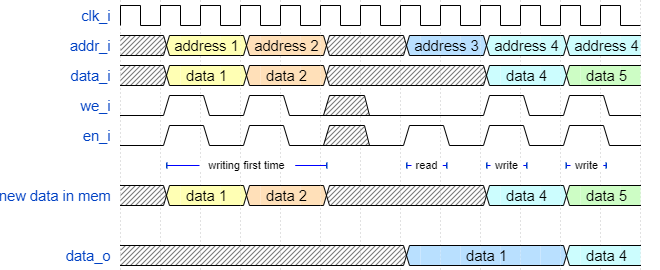 clk_i
addr_i address 1 address 2 address 3 address 4 address 4
data_i data 1 data 2 data 4 data 5
we_i
en_i
writing first time read write write
new data in mem data 1 data 2 data 4 data 5
data_o data 1 data 4